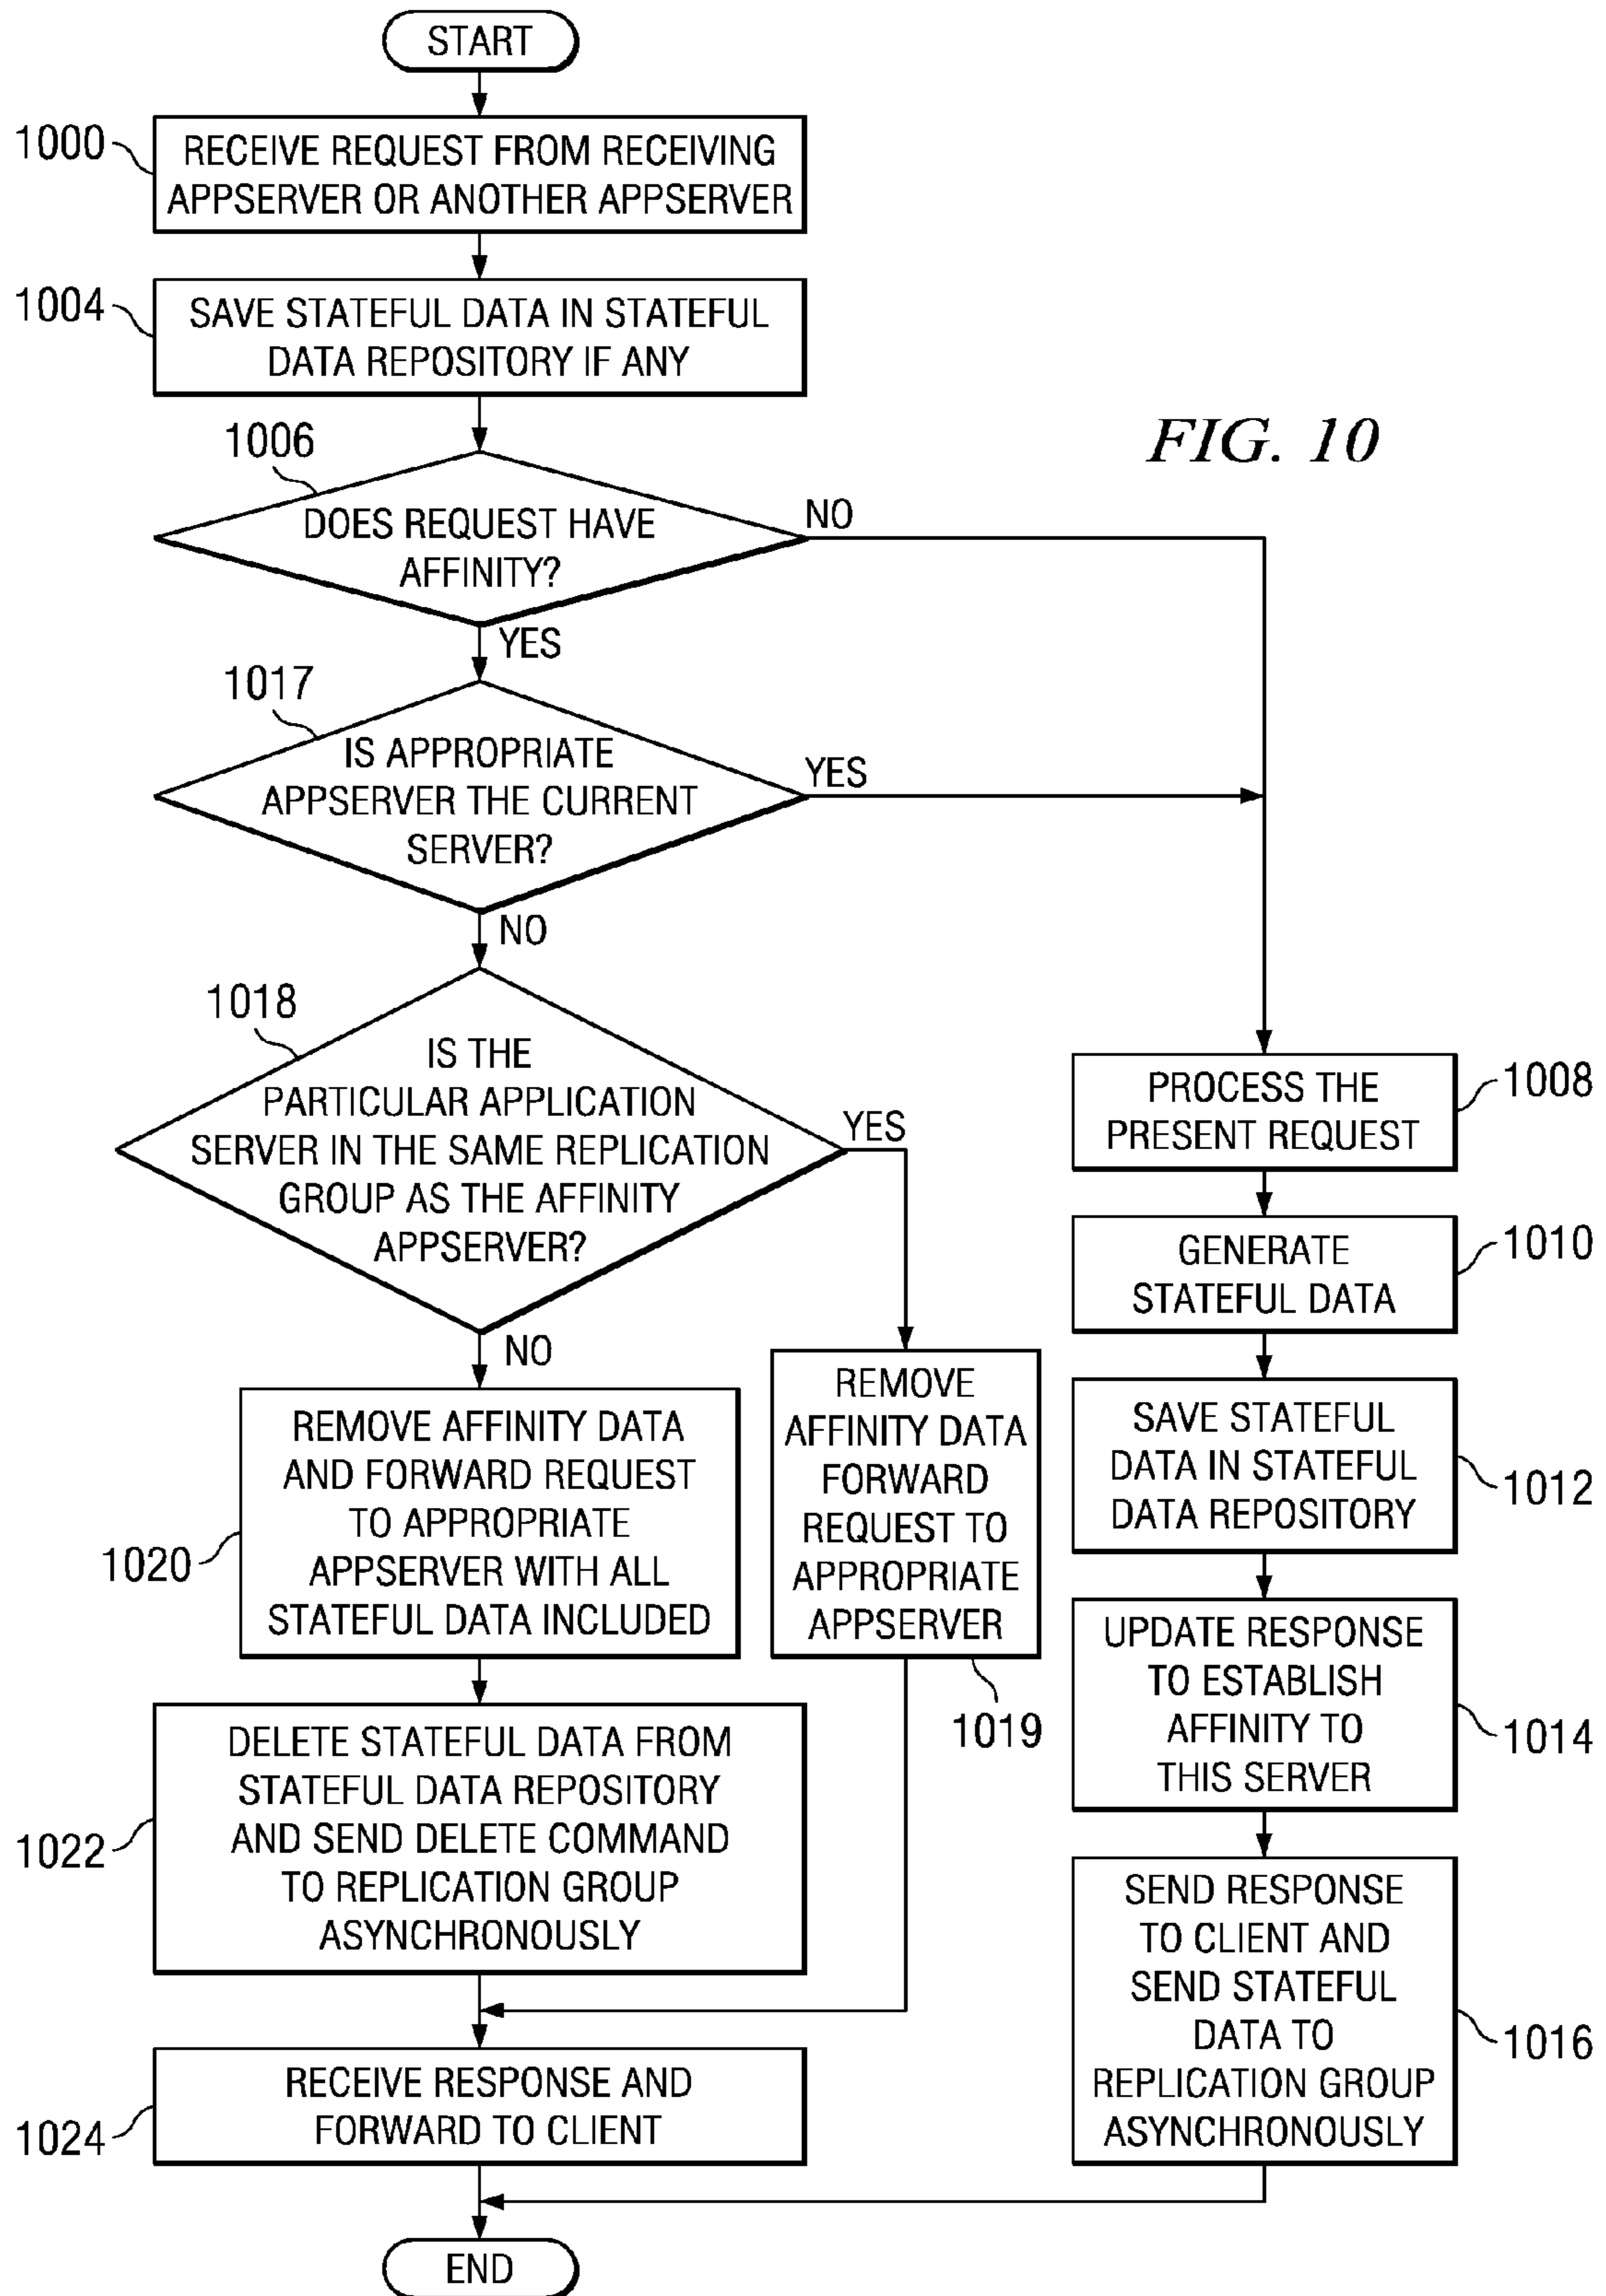 START
1000
RECEIVE REQUEST FROM RECEIVING
APPSERVER OR ANOTHER APPSERVER
1004
SAVE STATEFUL DATA IN STATEFUL
DATA REPOSITORY IF ANY
FIG. 10
1006
DOES REQUEST HAVE
AFFINITY?
NO
YES
1017
IS APPROPRIATE
APPSERVER THE CURRENT
SERVER?
YES
NO
1018
IS THE
PARTICULAR APPLICATION
SERVER IN THE SAME REPLICATION
GROUP AS THE AFFINITY
APPSERVER?
YES
NO
REMOVE
AFFINITY DATA
FORWARD
REQUEST TO
APPROPRIATE
APPSERVER
1019
1020
REMOVE AFFINITY DATA
AND FORWARD REQUEST
TO APPROPRIATE
APPSERVER WITH ALL
STATEFUL DATA INCLUDED
1022
DELETE STATEFUL DATA FROM
STATEFUL DATA REPOSITORY
AND SEND DELETE COMMAND
TO REPLICATION GROUP
ASYNCHRONOUSLY
1024
RECEIVE RESPONSE AND
FORWARD TO CLIENT
PROCESS THE
PRESENT REQUEST
1008
GENERATE
STATEFUL DATA
1010
SAVE STATEFUL
DATA IN STATEFUL
DATA REPOSITORY
1012
UPDATE RESPONSE
TO ESTABLISH
AFFINITY TO
THIS SERVER
1014
SEND RESPONSE
TO CLIENT AND
SEND STATEFUL
DATA TO
REPLICATION GROUP
ASYNCHRONOUSLY
1016
END